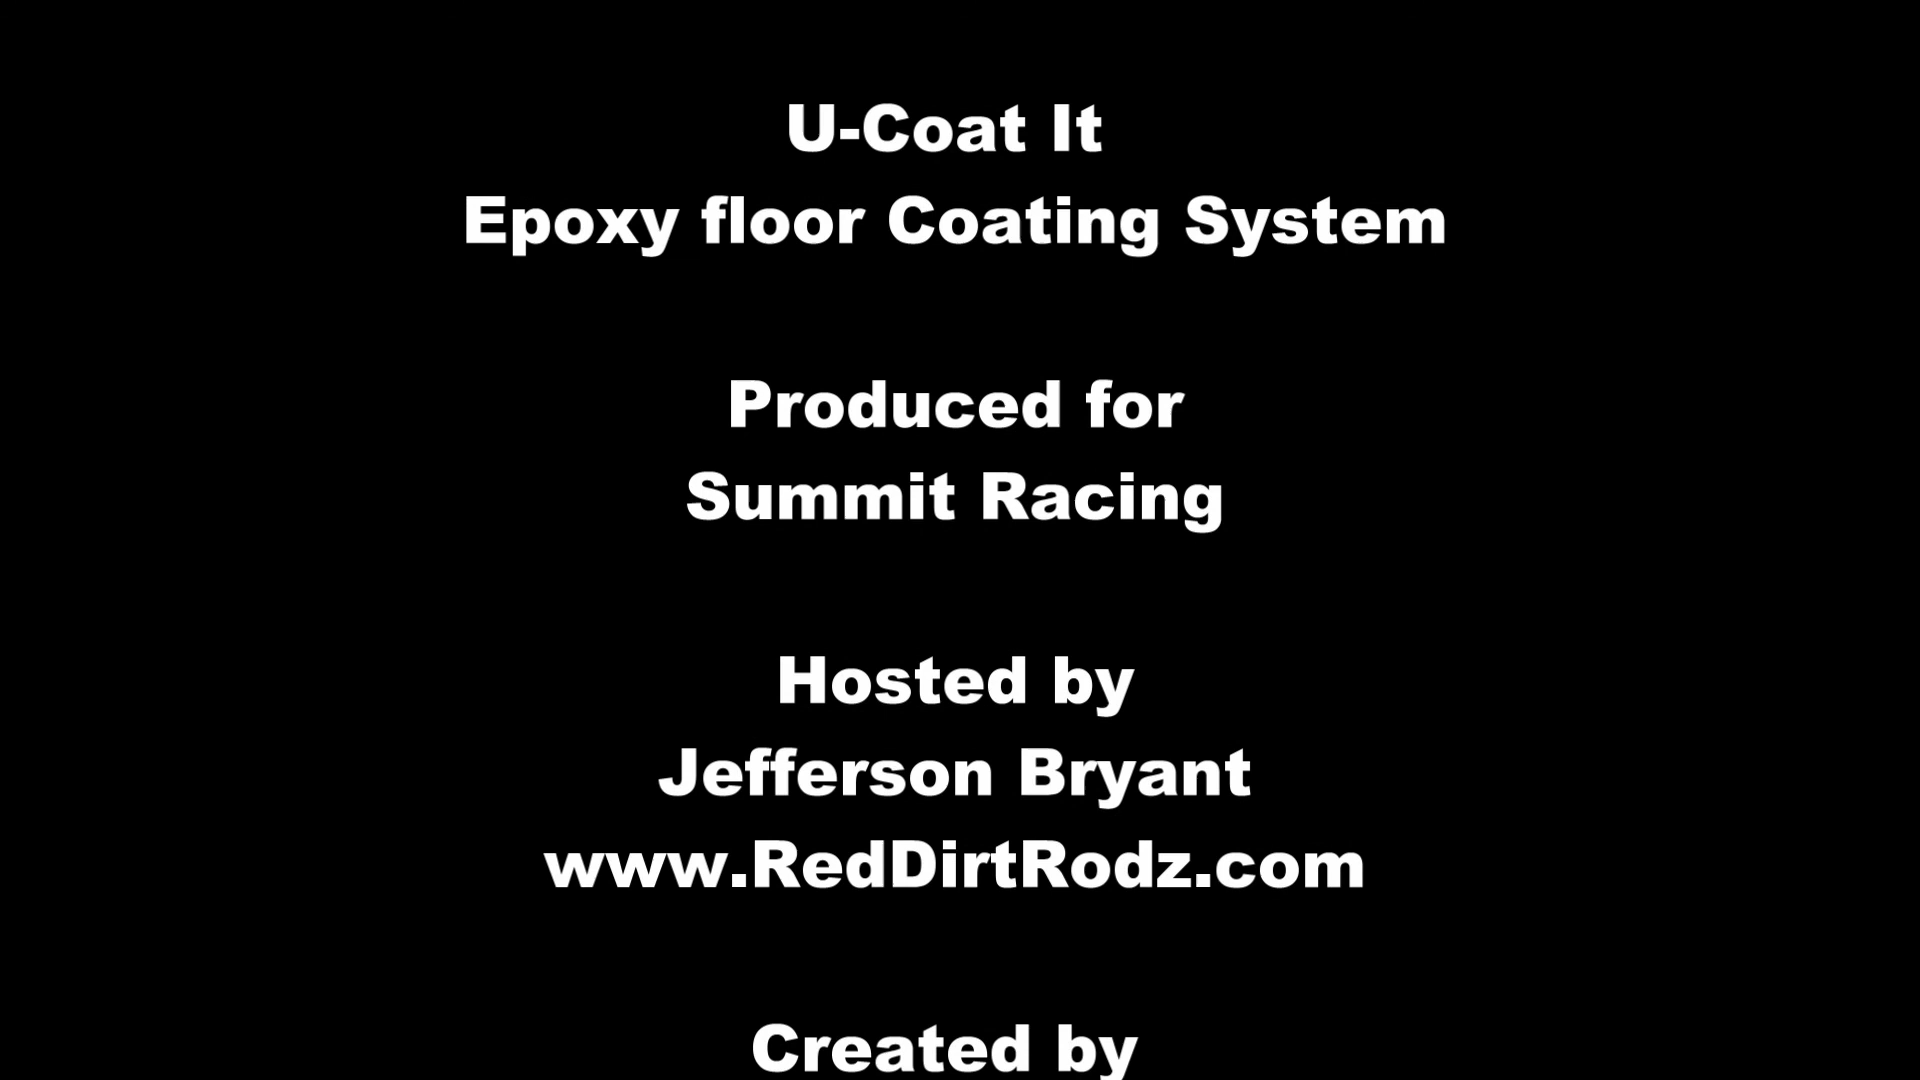 U-Coat It
Epoxy floor Coating System
Produced for
Summit Racing
Hosted by
Jefferson Bryant
www.RedDirtRodz.com
Created by